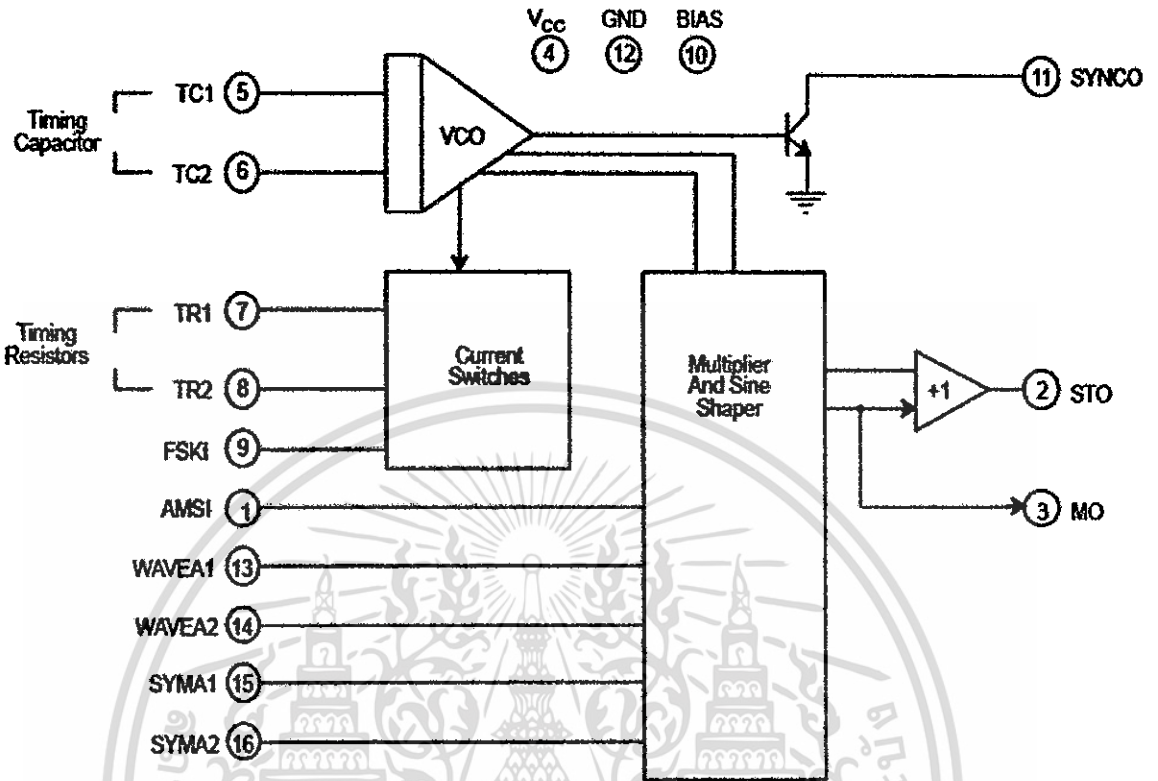 VCC GND BIAS
4 12 10
Timing
Capacitor
TC1 5
TC2 6
VCO
11 SYNCO
Timing
Resistors
TR1 7
TR2 8
FSKI 9
Current
Switches
Multiplier
And Sine
Shaper
+1
2 STO
3 MO
AMSI 1
WAVEA1 13
WAVEA2 14
SYMA1 15
SYMA2 16